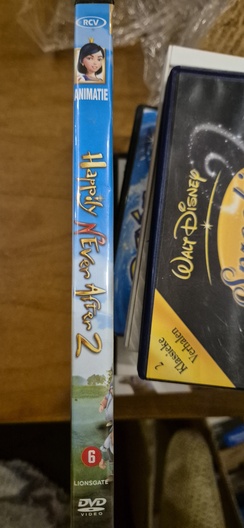 RCV
ANIMATIE
Happily N'Ever After 2
6
LIONSGATE
DVD
VIDEO
WALT DISNEY
2 Klassieke
Verhalen